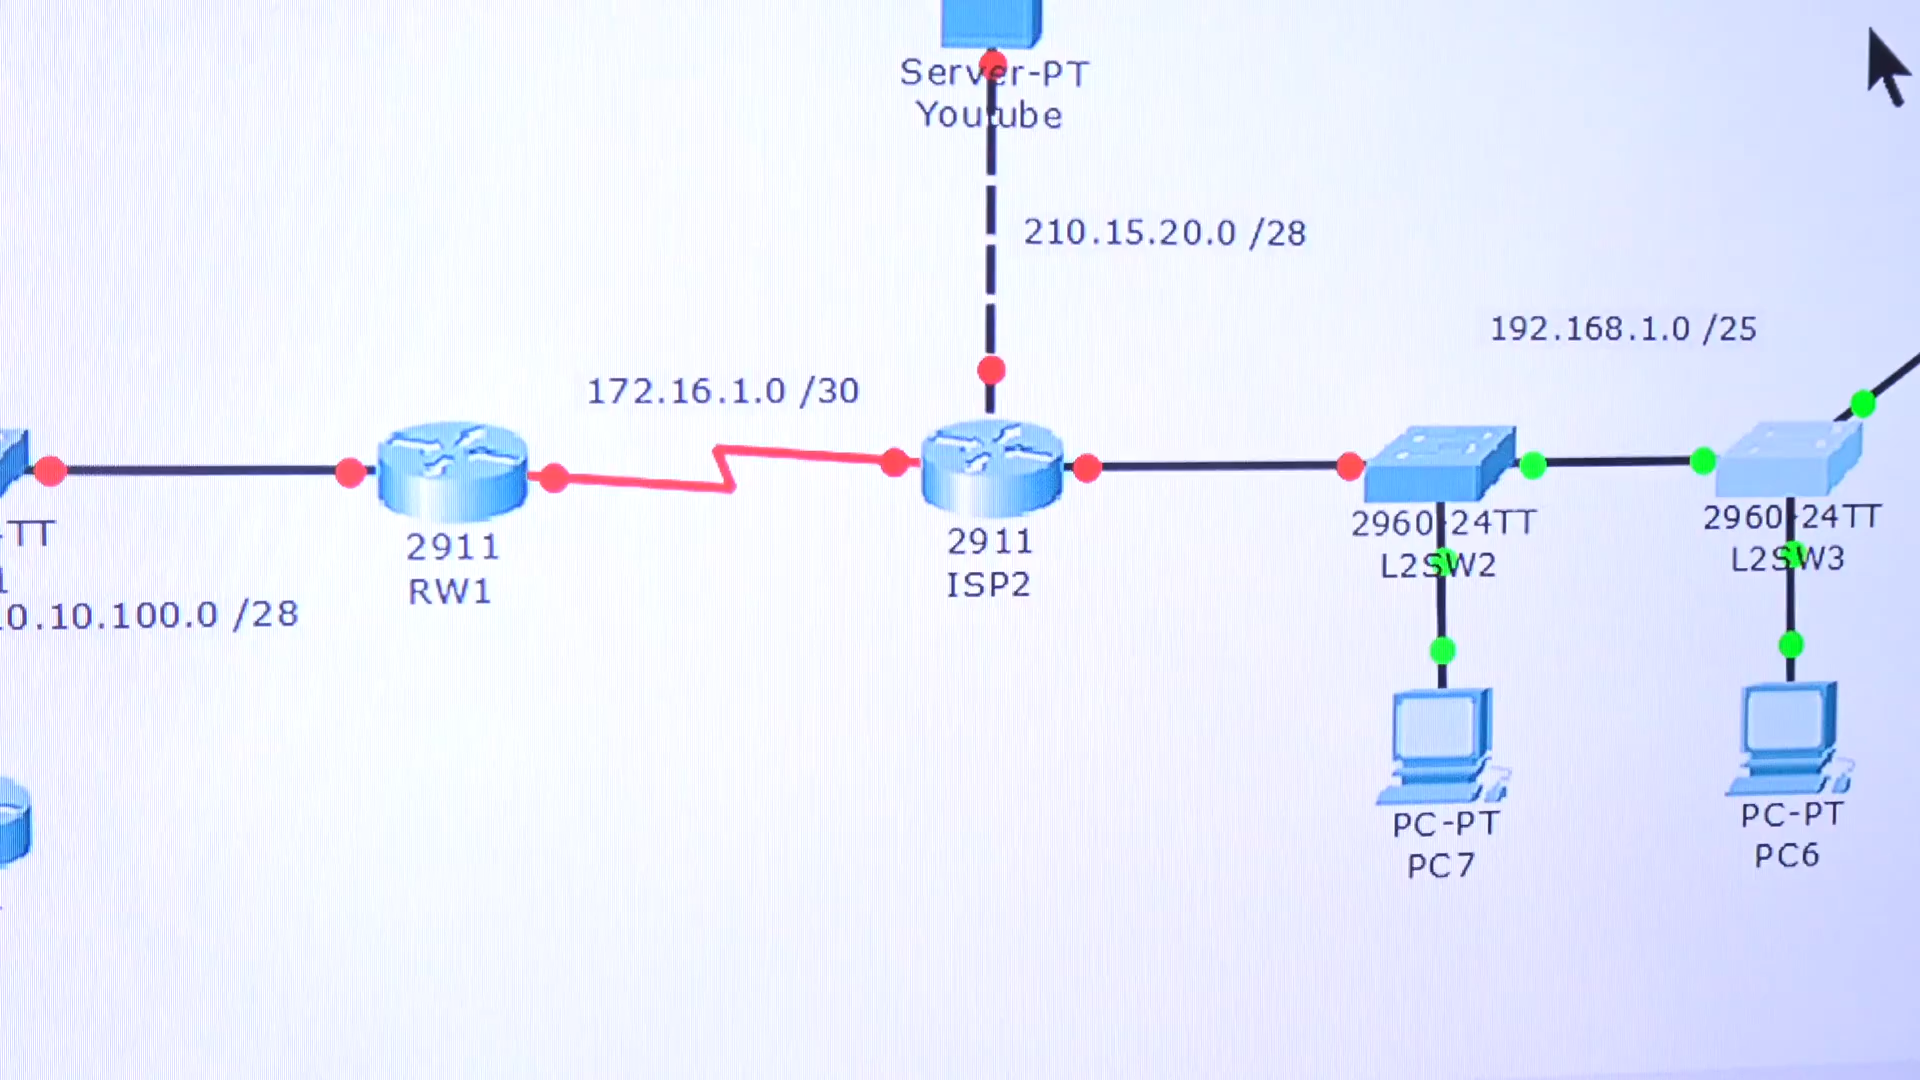 Server-PT
Youtube
210.15.20.0 /28
192.168.1.0 /25
172.16.1.0 /30
-TT
2911
RW1
0.10.100.0 /28
2911
ISP2
2960-24TT
L2SW2
2960-24TT
L2SW3
PC-PT
PC7
PC-PT
PC6